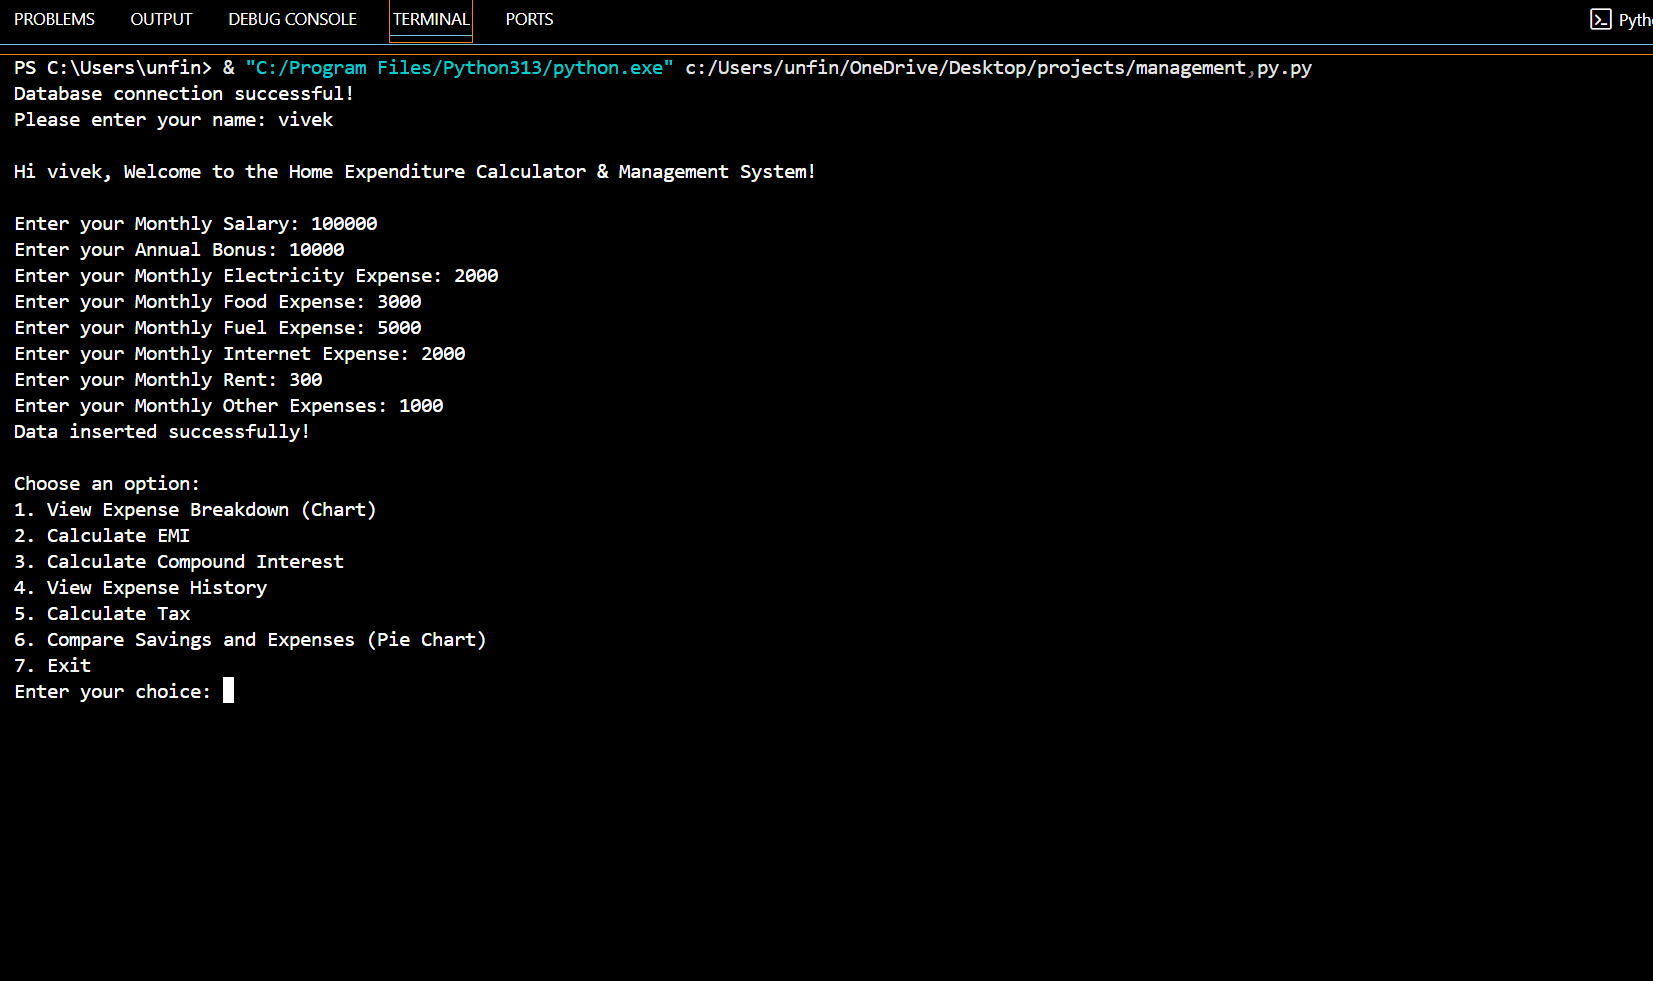 PROBLEMS OUTPUT DEBUG CONSOLE TERMINAL PORTS Pyth
PS C:\Users\unfin> & "C:/Program Files/Python313/python.exe" c:/Users/unfin/OneDrive/Desktop/projects/management,py.py
Database connection successful!
Please enter your name: vivek
Hi vivek, Welcome to the Home Expenditure Calculator & Management System!
Enter your Monthly Salary: 100000
Enter your Annual Bonus: 10000
Enter your Monthly Electricity Expense: 2000
Enter your Monthly Food Expense: 3000
Enter your Monthly Fuel Expense: 5000
Enter your Monthly Internet Expense: 2000
Enter your Monthly Rent: 300
Enter your Monthly Other Expenses: 1000
Data inserted successfully!
Choose an option:
1. View Expense Breakdown (Chart)
2. Calculate EMI
3. Calculate Compound Interest
4. View Expense History
5. Calculate Tax
6. Compare Savings and Expenses (Pie Chart)
7. Exit
Enter your choice: